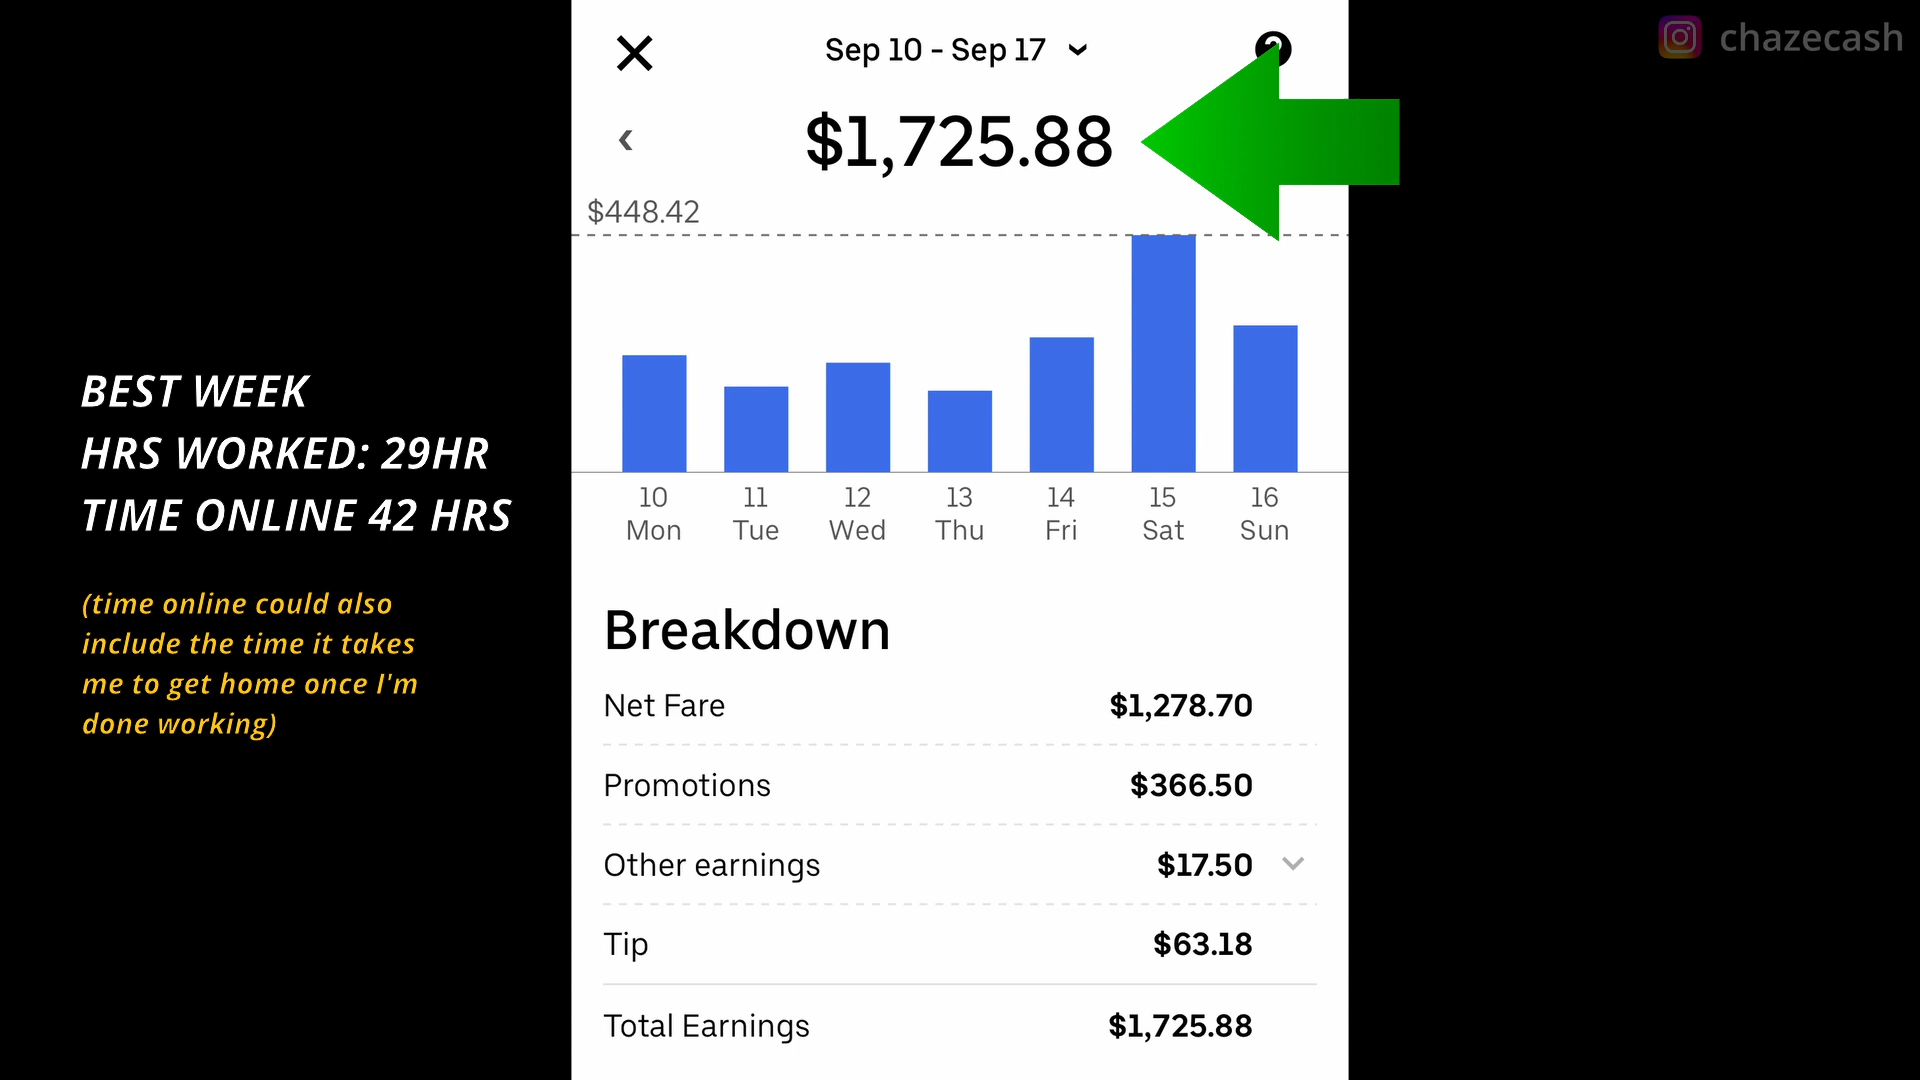 chazecash
Sep 10 - Sep 17
$1,725.88
$448.42
BEST WEEK
HRS WORKED: 29HR
TIME ONLINE 42 HRS
(time online could also
include the time it takes
me to get home once I'm
done working)
10 11 12 13 14 15 16
Mon Tue Wed Thu Fri Sat Sun
Breakdown
Net Fare $1,278.70
Promotions $366.50
Other earnings $17.50
Tip $63.18
Total Earnings $1,725.88